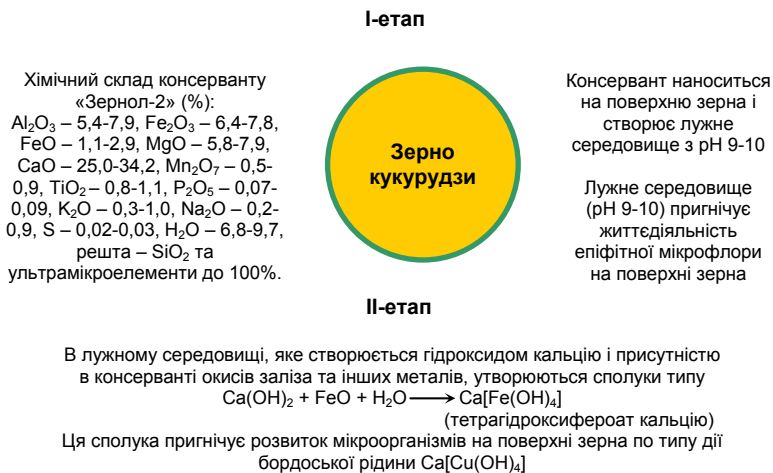 I-етап
Хімічний склад консерванту
«Зернол-2» (%):
Al₂O₃ – 5,4-7,9, Fe₂O₃ – 6,4-7,8,
FeO – 1,1-2,9, MgO – 5,8-7,9,
CaO – 25,0-34,2, Mn₂O₇ – 0,5-
0,9, TiO₂ – 0,8-1,1, P₂O₅ – 0,07-
0,09, K₂O – 0,3-1,0, Na₂O – 0,2-
0,9, S – 0,02-0,03, H₂O – 6,8-9,7,
решта – SiO₂ та
ультрамікроелементи до 100%.
Зерно
кукурудзи
Консервант наноситься
на поверхню зерна і
створює лужне
середовище з pH 9-10
Лужне середовище
(pH 9-10) пригнічує
життєдіяльність
епіфітної мікрофлори
на поверхні зерна
II-етап
В лужному середовищі, яке створюється гідроксидом кальцію і присутністю
в консерванті окисів заліза та інших металів, утворюються сполуки типу
Ca(OH)₂ + FeO + H₂O ⟶ Ca[Fe(OH)₄]
(тетрагідроксифероат кальцію)
Ця сполука пригнічує розвиток мікроорганізмів на поверхні зерна по типу дії
бордоської рідини Ca[Cu(OH)₄]